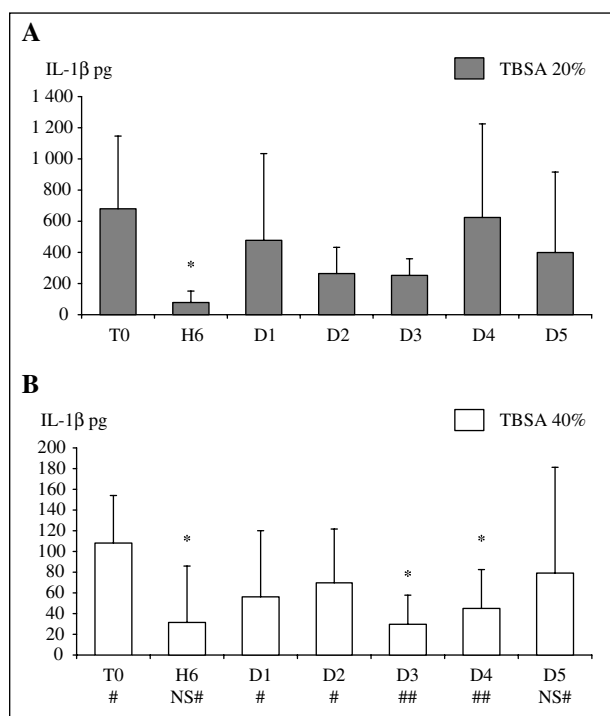 A
IL-1β pg
TBSA 20%
1 400
1 200
1 000
800
600
400
200
0
*
T0 H6 D1 D2 D3 D4 D5
B
IL-1β pg
TBSA 40%
200
180
160
140
120
100
80
60
40
20
0
* * *
T0 H6 D1 D2 D3 D4 D5
# NS# # # ## ## NS#